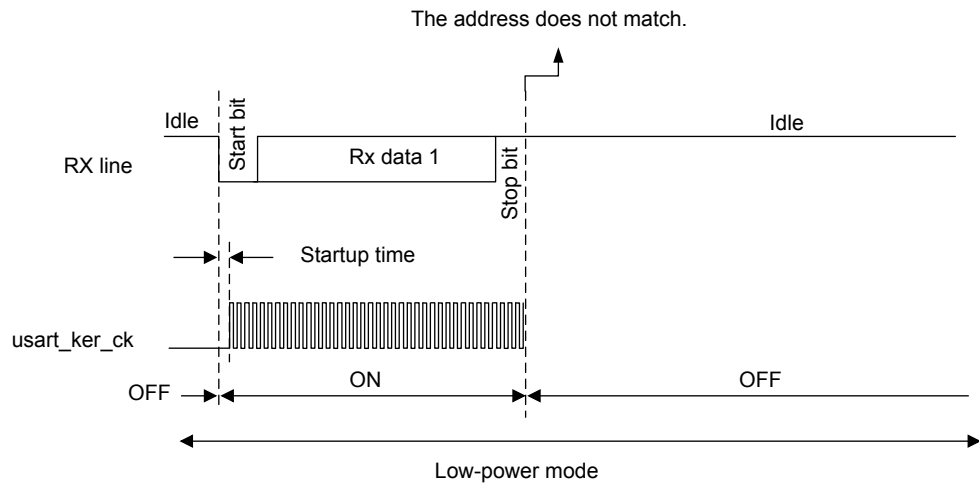 The address does not match.
Idle
Start bit
Rx data 1
Stop bit
Idle
RX line
Startup time
usart_ker_ck
OFF
ON
OFF
Low-power mode